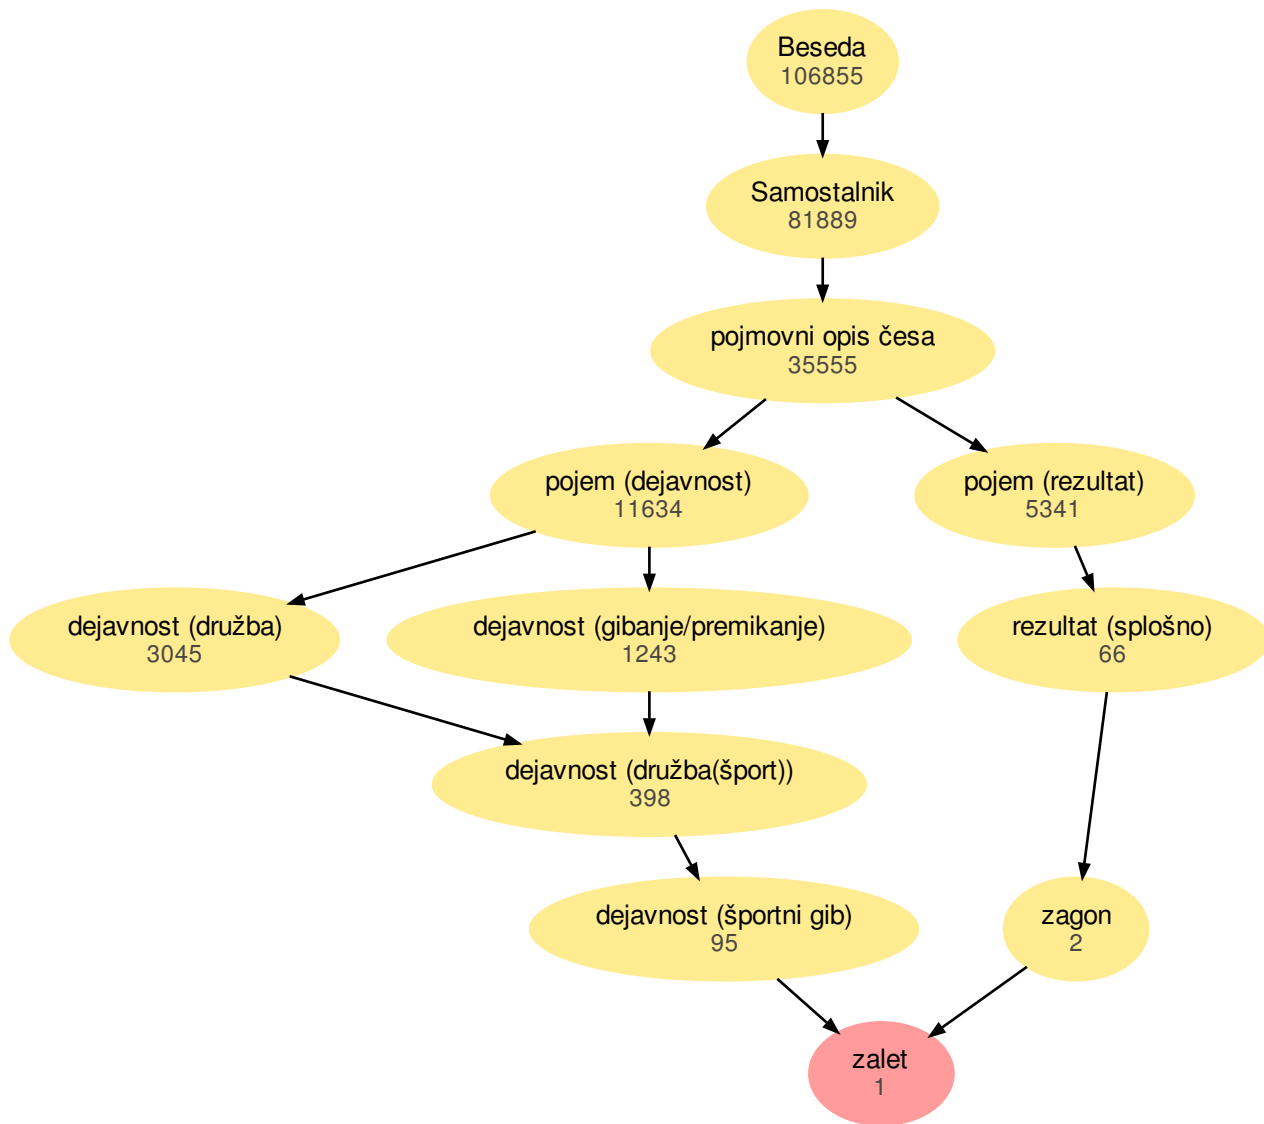 Beseda
106855
Samostalnik
81889
pojmovni opis česa
35555
pojem (dejavnost)
11634
pojem (rezultat)
5341
dejavnost (družba)
3045
dejavnost (gibanje/premikanje)
1243
rezultat (splošno)
66
dejavnost (družba(šport))
398
dejavnost (športni gib)
95
zagon
2
zalet
1